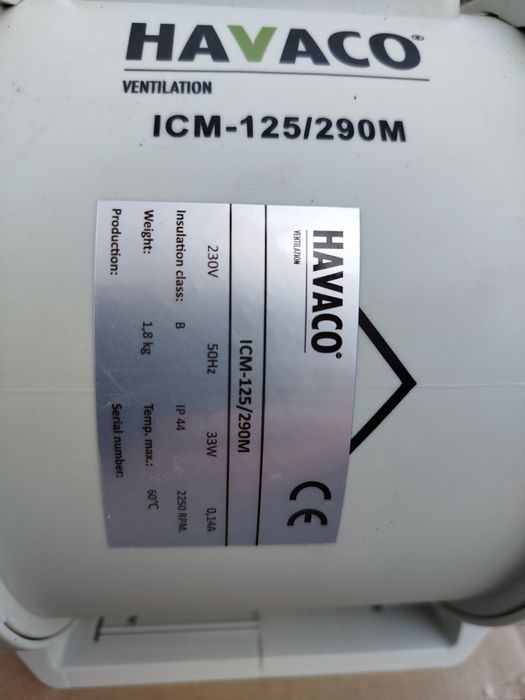 HAVACO®
VENTILATION
ICM-125/290M
HAVACO®
VENTILATION
CE
ICM-125/290M
230V 50Hz 33W 0,14A
Insulation class: B IP 44 2250 RPM.
Weight: 1,8 kg Temp. max.: 60°C
Production: Serial number: